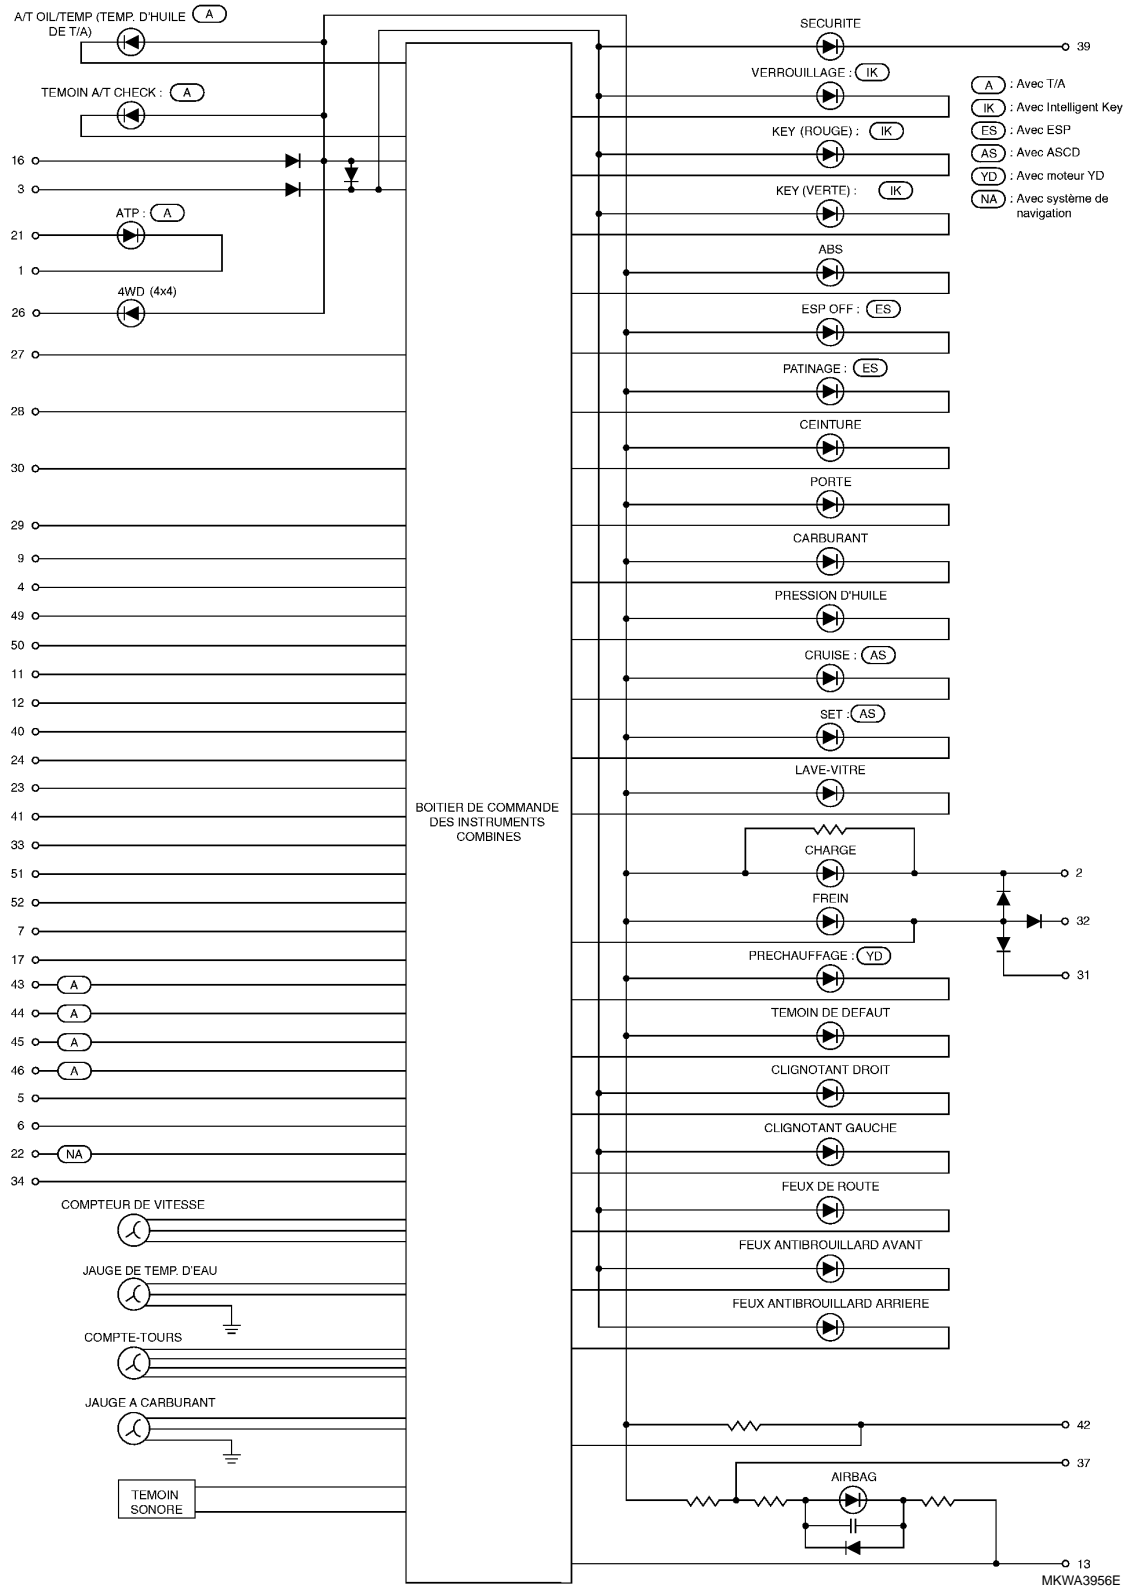 A/T OIL/TEMP (TEMP. D'HUILE A
DE T/A)
TEMOIN A/T CHECK : A
16
3
ATP : A
21
1
4WD (4x4)
26
27
28
30
29
9
4
49
50
11
12
40
24
23
41
33
51
52
7
17
43 A
44 A
45 A
46 A
5
6
22 NA
34
COMPTEUR DE VITESSE
JAUGE DE TEMP. D'EAU
COMPTE-TOURS
JAUGE A CARBURANT
TEMOIN
SONORE
BOITIER DE COMMANDE
DES INSTRUMENTS
COMBINES
SECURITE
39
VERROUILLAGE : IK
KEY (ROUGE) : IK
KEY (VERTE) : IK
ABS
ESP OFF : ES
PATINAGE : ES
CEINTURE
PORTE
CARBURANT
PRESSION D'HUILE
CRUISE : AS
SET : AS
LAVE-VITRE
CHARGE
2
FREIN
32
31
PRECHAUFFAGE : YD
TEMOIN DE DEFAUT
CLIGNOTANT DROIT
CLIGNOTANT GAUCHE
FEUX DE ROUTE
FEUX ANTIBROUILLARD AVANT
FEUX ANTIBROUILLARD ARRIERE
42
37
AIRBAG
13
A : Avec T/A
IK : Avec Intelligent Key
ES : Avec ESP
AS : Avec ASCD
YD : Avec moteur YD
NA : Avec système de
navigation
MKWA3956E